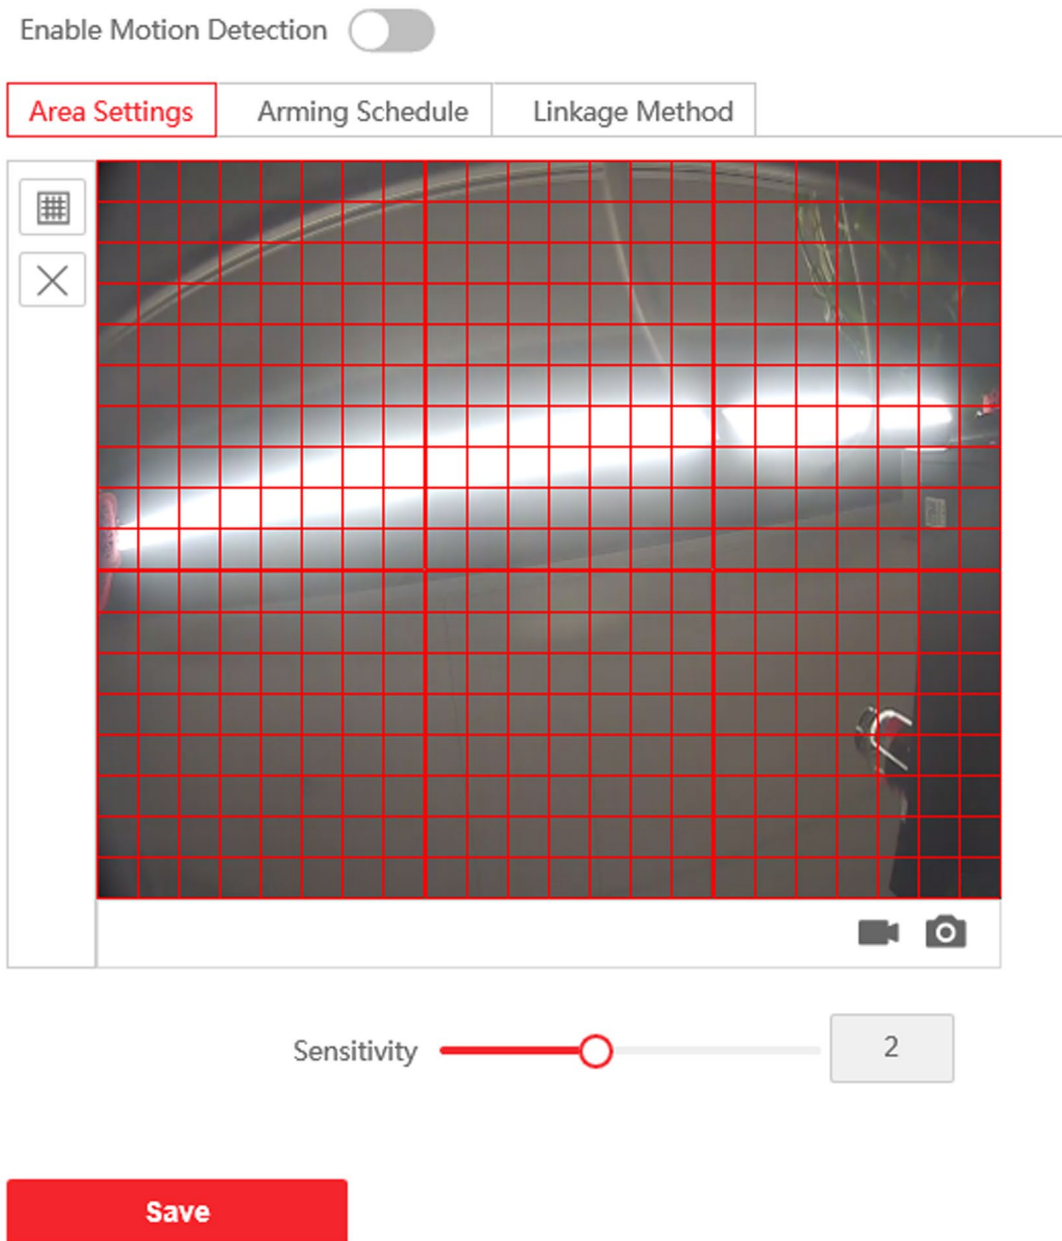 Enable Motion Detection
Area Settings
Arming Schedule
Linkage Method
Sensitivity
2
Save